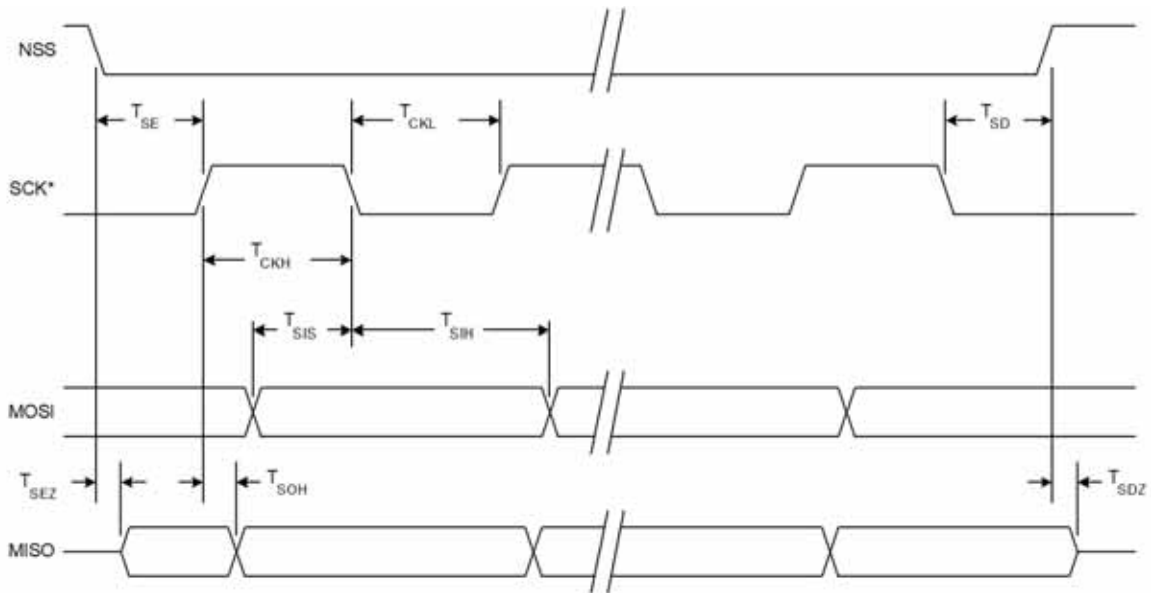 NSS
TSE
TCKL
TSD
SCK*
TCKH
TSIS
TSIH
MOSI
TSEZ
TSOH
TSDZ
MISO